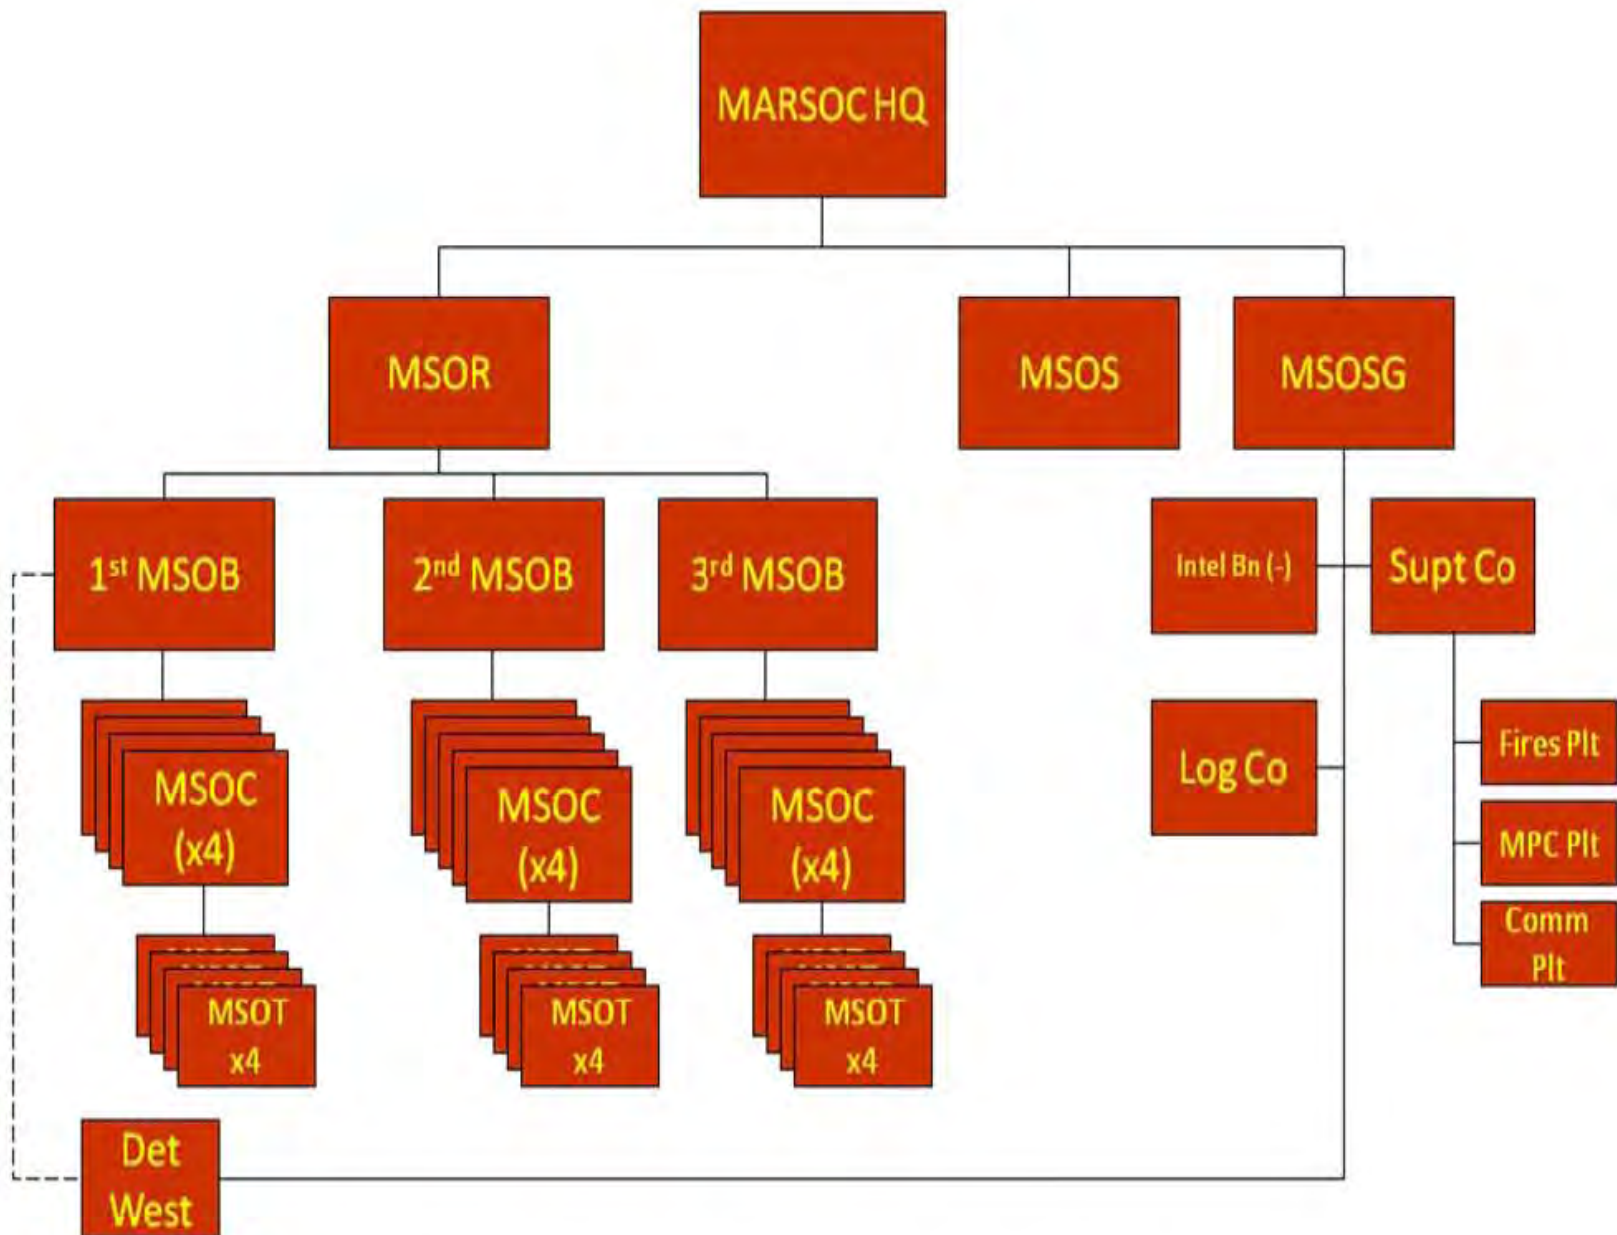 MARSOC HQ
MSOR
MSOS
MSOSG
1st MSOB
2nd MSOB
3rd MSOB
Intel Bn (-)
Supt Co
MSOC
(x4)
MSOC
(x4)
MSOC
(x4)
Log Co
Fires Plt
MPC Plt
Comm
Plt
MSOT
x4
MSOT
x4
MSOT
x4
Det
West